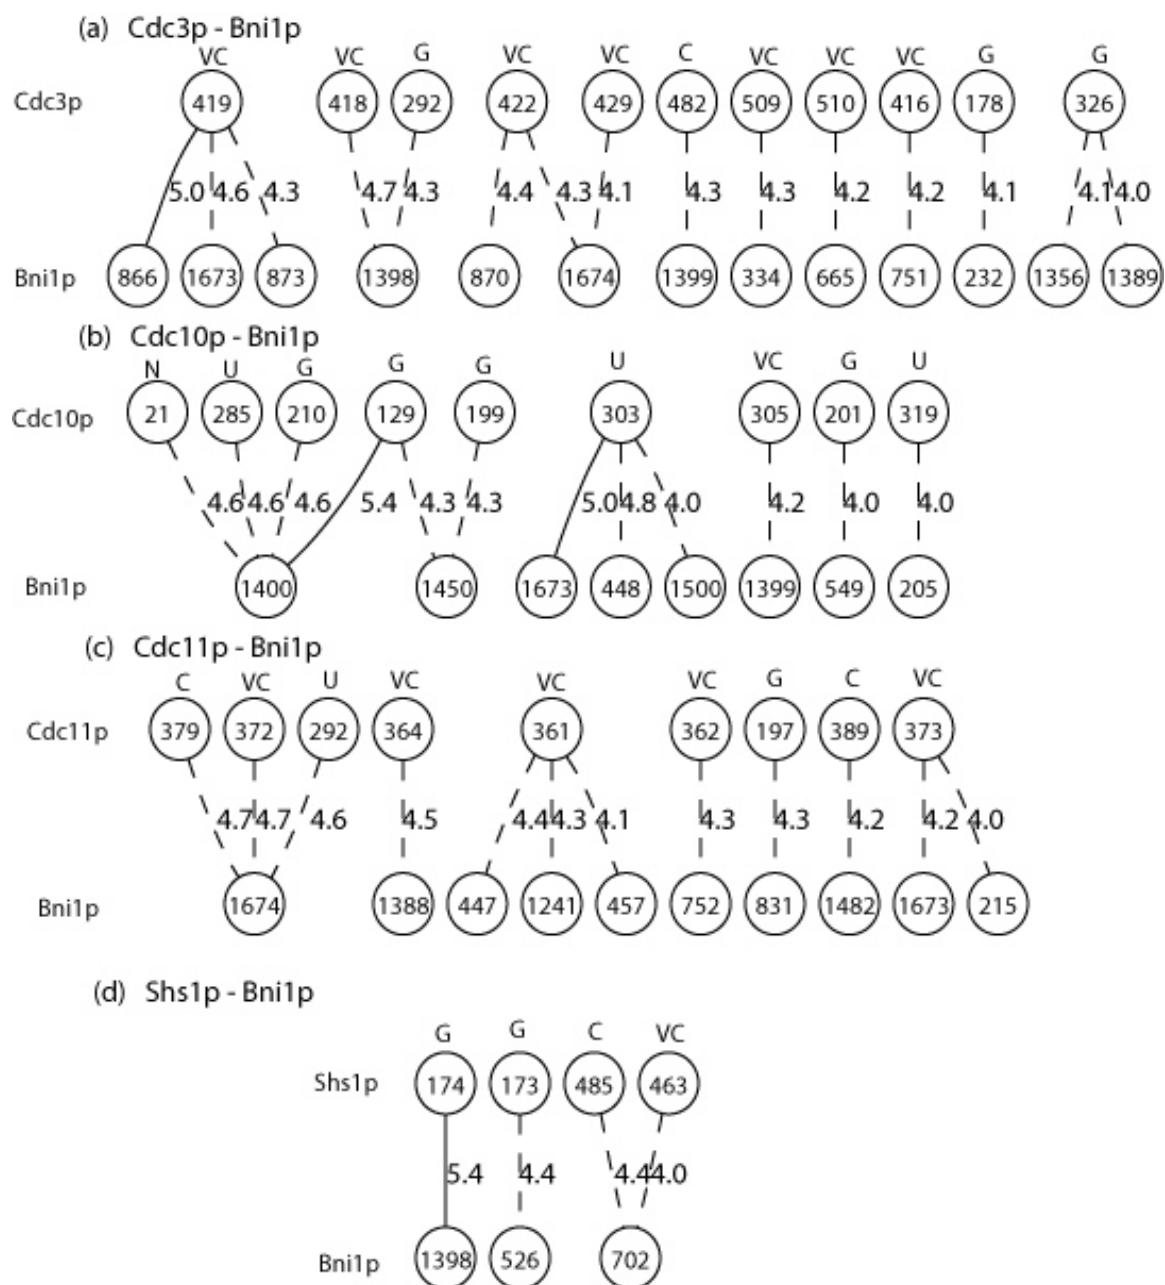 (a) Cdc3p - Bni1p
VC VC G VC VC C VC VC VC G G
Cdc3p 419 418 292 422 429 482 509 510 416 178 326
5.0 4.6 4.3 4.7 4.3 4.4 4.3 4.1 4.3 4.3 4.2 4.2 4.1 4.1 4.0
Bni1p 866 1673 873 1398 870 1674 1399 334 665 751 232 1356 1389
(b) Cdc10p - Bni1p
N U G G G U VC G U
Cdc10p 21 285 210 129 199 303 305 201 319
4.6 4.6 4.6 5.4 4.3 4.3 5.0 4.8 4.0 4.2 4.0 4.0
Bni1p 1400 1450 1673 448 1500 1399 549 205
(c) Cdc11p - Bni1p
C VC U VC VC VC G C VC
Cdc11p 379 372 292 364 361 362 197 389 373
4.7 4.7 4.6 4.5 4.4 4.3 4.1 4.3 4.3 4.2 4.2 4.0
Bni1p 1674 1388 447 1241 457 752 831 1482 1673 215
(d) Shs1p - Bni1p
G G C VC
Shs1p 174 173 485 463
5.4 4.4 4.4 4.0
Bni1p 1398 526 702